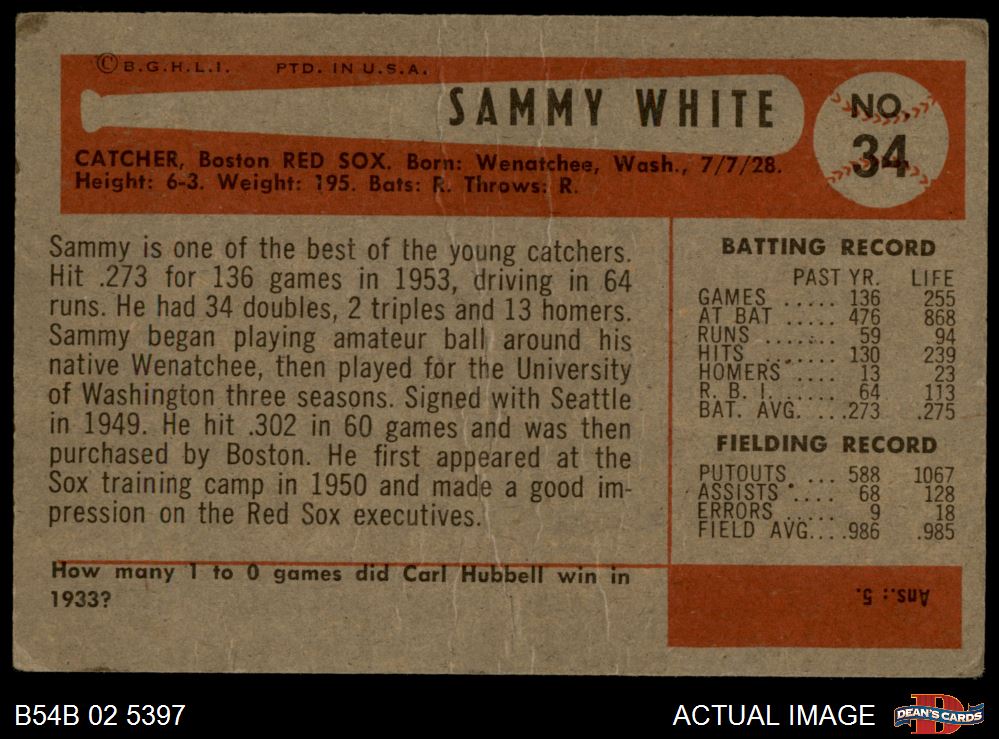 © B.G.H.L.I. PTD. IN U.S.A.
SAMMY WHITE
NO.
34
CATCHER, Boston RED SOX. Born: Wenatchee, Wash., 7/7/28.
Height: 6-3. Weight: 195. Bats: R. Throws: R.
Sammy is one of the best of the young catchers.
Hit .273 for 136 games in 1953, driving in 64
runs. He had 34 doubles, 2 triples and 13 homers.
Sammy began playing amateur ball around his
native Wenatchee, then played for the University
of Washington three seasons. Signed with Seattle
in 1949. He hit .302 in 60 games and was then
purchased by Boston. He first appeared at the
Sox training camp in 1950 and made a good im-
pression on the Red Sox executives.
How many 1 to 0 games did Carl Hubbell win in
1933?
BATTING RECORD
PAST YR. LIFE
GAMES ..... 136 255
AT BAT ..... 476 868
RUNS ....... 59 94
HITS ....... 130 239
HOMERS .... 13 23
R. B. I. ..... 64 113
BAT. AVG. ... .273 .275
FIELDING RECORD
PUTOUTS ... 588 1067
ASSISTS .... 68 128
ERRORS ..... 9 18
FIELD AVG... .986 .985
Ans.: 5.
B54B 02 5397
ACTUAL IMAGE
D
DEAN'S CARDS